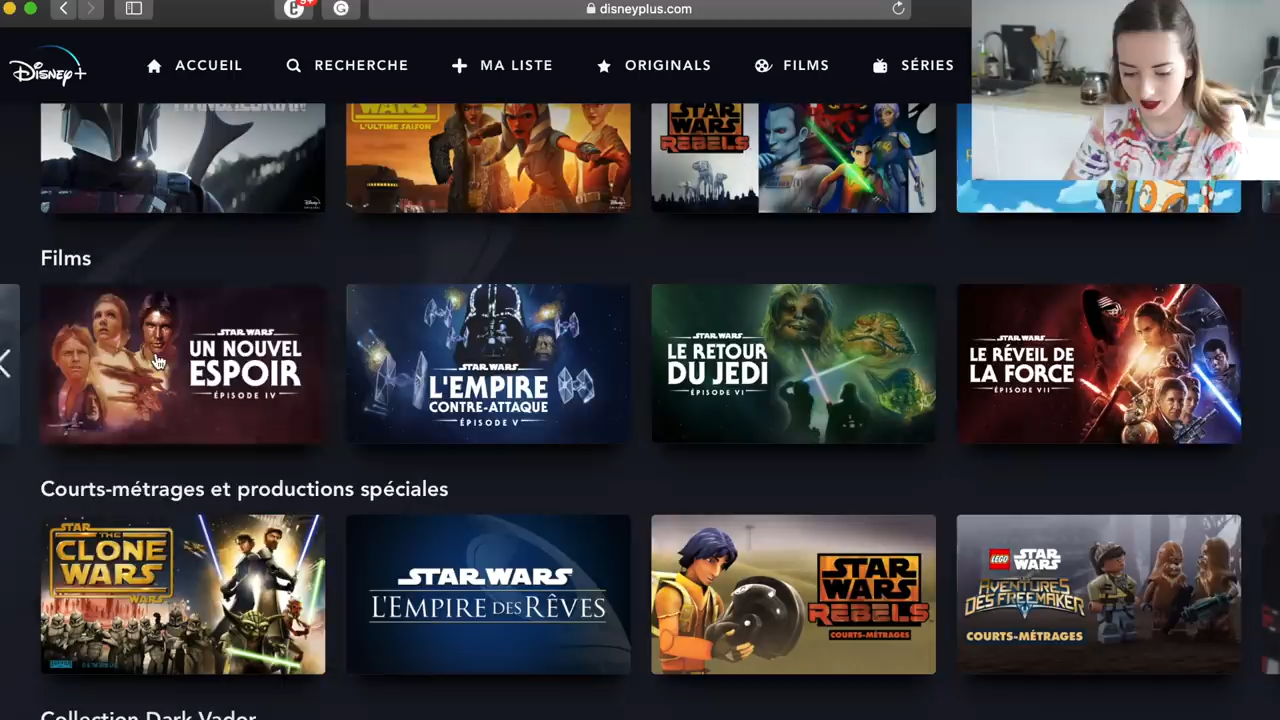 disneyplus.com
Disney+
ACCUEIL
RECHERCHE
MA LISTE
ORIGINALS
FILMS
SÉRIES
MANDALORIAN
WARS
L'ULTIME SAISON
STAR
WARS
REBELS
Films
STAR WARS
UN NOUVEL
ESPOIR
ÉPISODE IV
STAR WARS
L'EMPIRE
CONTRE-ATTAQUE
ÉPISODE V
STAR WARS
LE RETOUR
DU JEDI
ÉPISODE VI
STAR WARS
LE RÉVEIL DE
LA FORCE
ÉPISODE VII
Courts-métrages et productions spéciales
STAR
THE
CLONE
WARS
WARS
STAR WARS
L'EMPIRE DES RÊVES
STAR
WARS
REBELS
COURTS-MÉTRAGES
LEGO STAR WARS
LES
AVENTURES
DES FREEMAKER
COURTS-MÉTRAGES
Collection Dark Vador